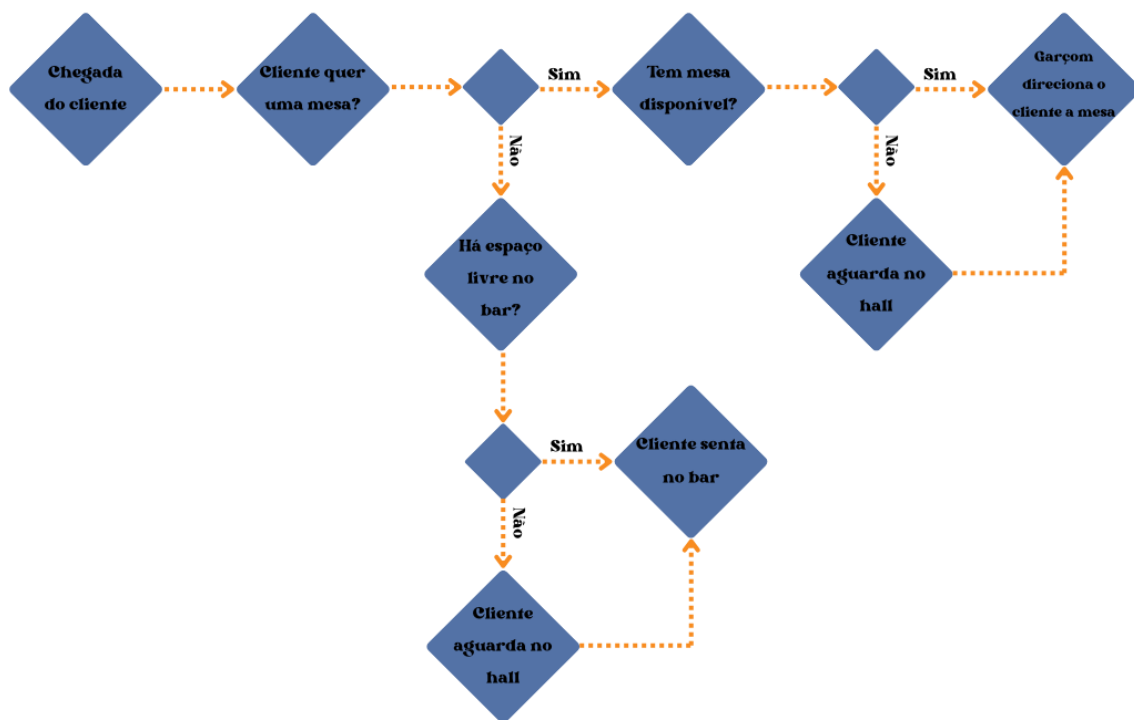 Chegada
do cliente
Cliente quer
uma mesa?
Sim
Não
Tem mesa
disponível?
Sim
Não
Garçom
direciona o
cliente a mesa
Há espaço
livre no
bar?
Cliente
aguarda no
hall
Sim
Não
Cliente senta
no bar
Cliente
aguarda no
hall